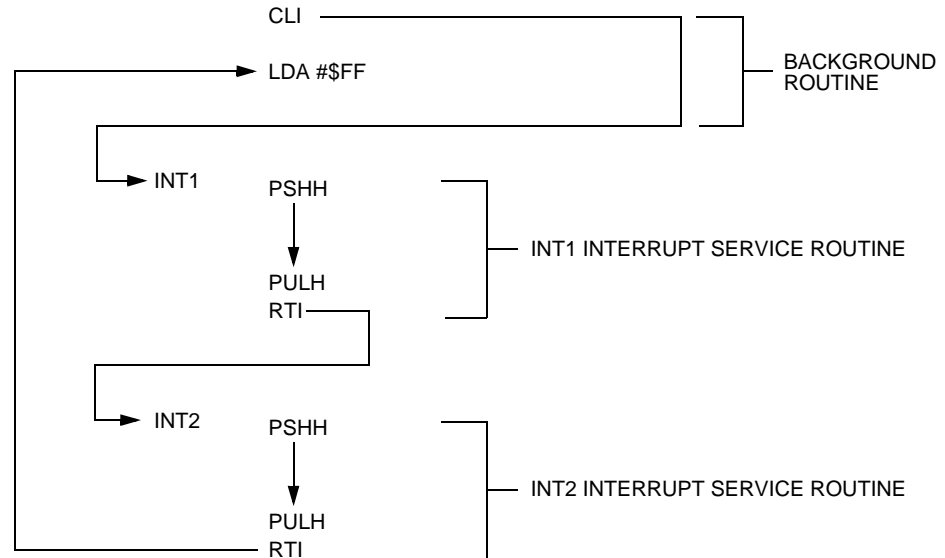 CLI
LDA #$FF
BACKGROUND
ROUTINE
INT1
PSHH
INT1 INTERRUPT SERVICE ROUTINE
PULH
RTI
INT2
PSHH
INT2 INTERRUPT SERVICE ROUTINE
PULH
RTI